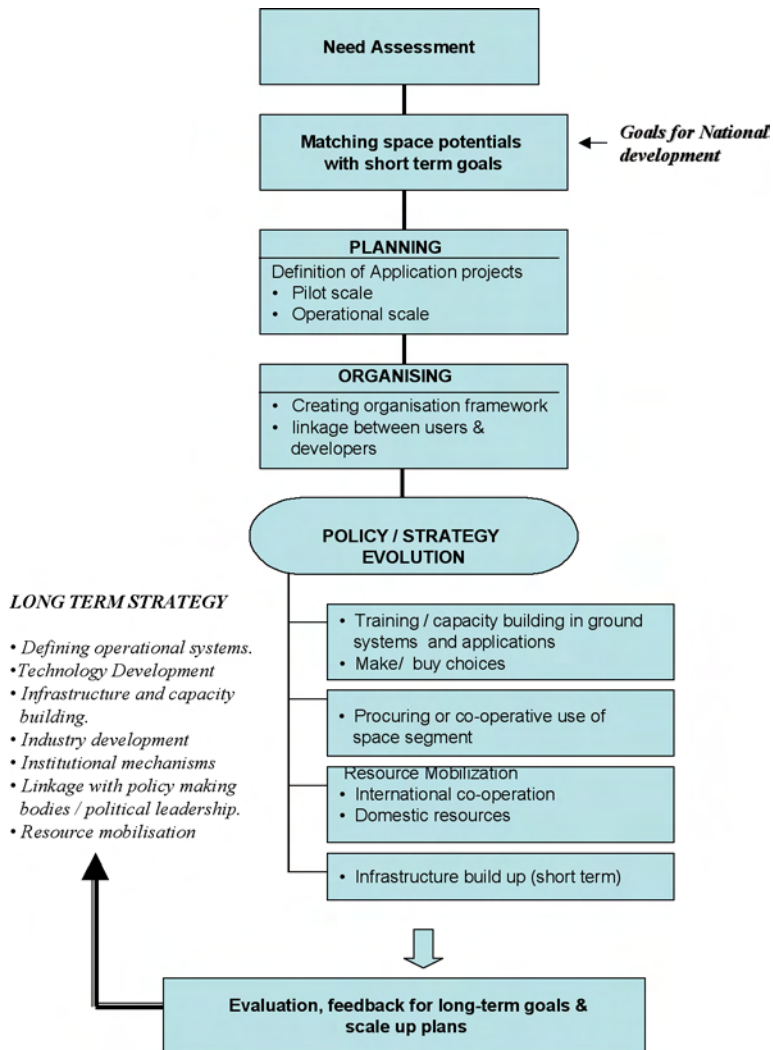 Need Assessment
Matching space potentials
with short term goals
Goals for National
development
PLANNING
Definition of Application projects
• Pilot scale
• Operational scale
ORGANISING
• Creating organisation framework
• linkage between users &
developers
POLICY / STRATEGY
EVOLUTION
LONG TERM STRATEGY
• Defining operational systems.
•Technology Development
• Infrastructure and capacity
building.
• Industry development
• Institutional mechanisms
• Linkage with policy making
bodies / political leadership.
• Resource mobilisation
• Training / capacity building in ground
systems and applications
• Make/ buy choices
• Procuring or co-operative use of
space segment
Resource Mobilization
• International co-operation
• Domestic resources
• Infrastructure build up (short term)
Evaluation, feedback for long-term goals &
scale up plans